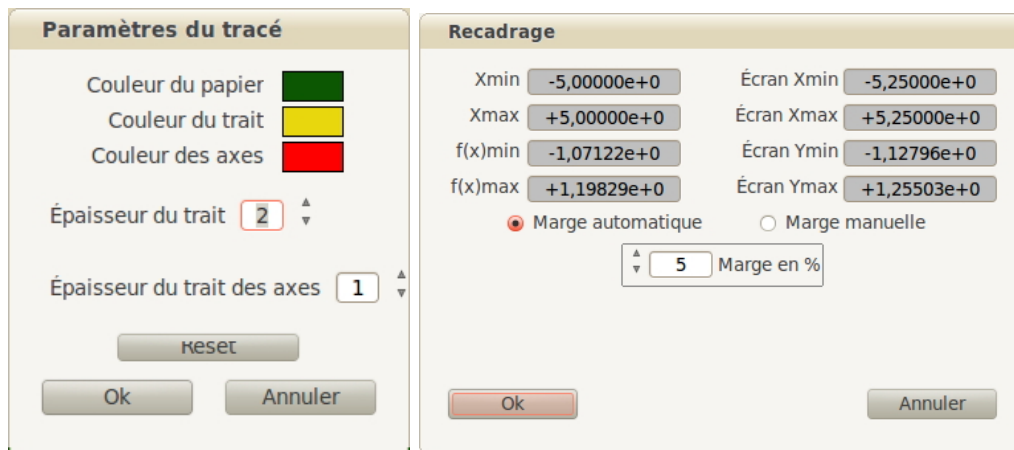 Paramètres du tracé
Couleur du papier
Couleur du trait
Couleur des axes
Épaisseur du trait 2
Épaisseur du trait des axes 1
Reset
Ok Annuler
Recadrage
Xmin -5,00000e+0 Écran Xmin -5,25000e+0
Xmax +5,00000e+0 Écran Xmax +5,25000e+0
f(x)min -1,07122e+0 Écran Ymin -1,12796e+0
f(x)max +1,19829e+0 Écran Ymax +1,25503e+0
Marge automatique Marge manuelle
5 Marge en %
Ok Annuler